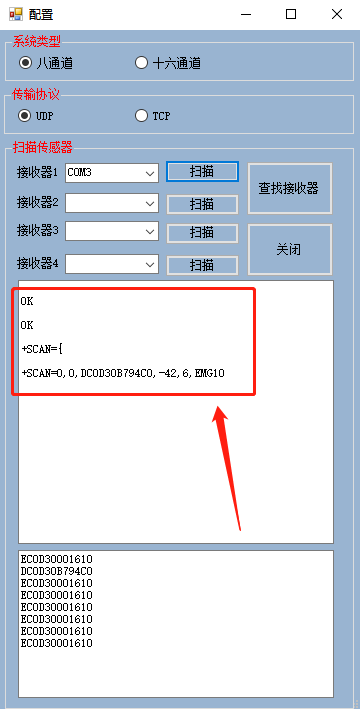 配置
系统类型
八通道 十六通道
传输协议
UDP TCP
扫描传感器
接收器1 COM3 扫描
查找接收器
接收器2 扫描
接收器3 扫描
关闭
接收器4 扫描
OK
OK
+SCAN={
+SCAN=0,0,DC0D30B794C0,-42,6,EMG10
EC0D30001610
DC0D30B794C0
EC0D30001610
EC0D30001610
EC0D30001610
EC0D30001610
EC0D30001610
EC0D30001610